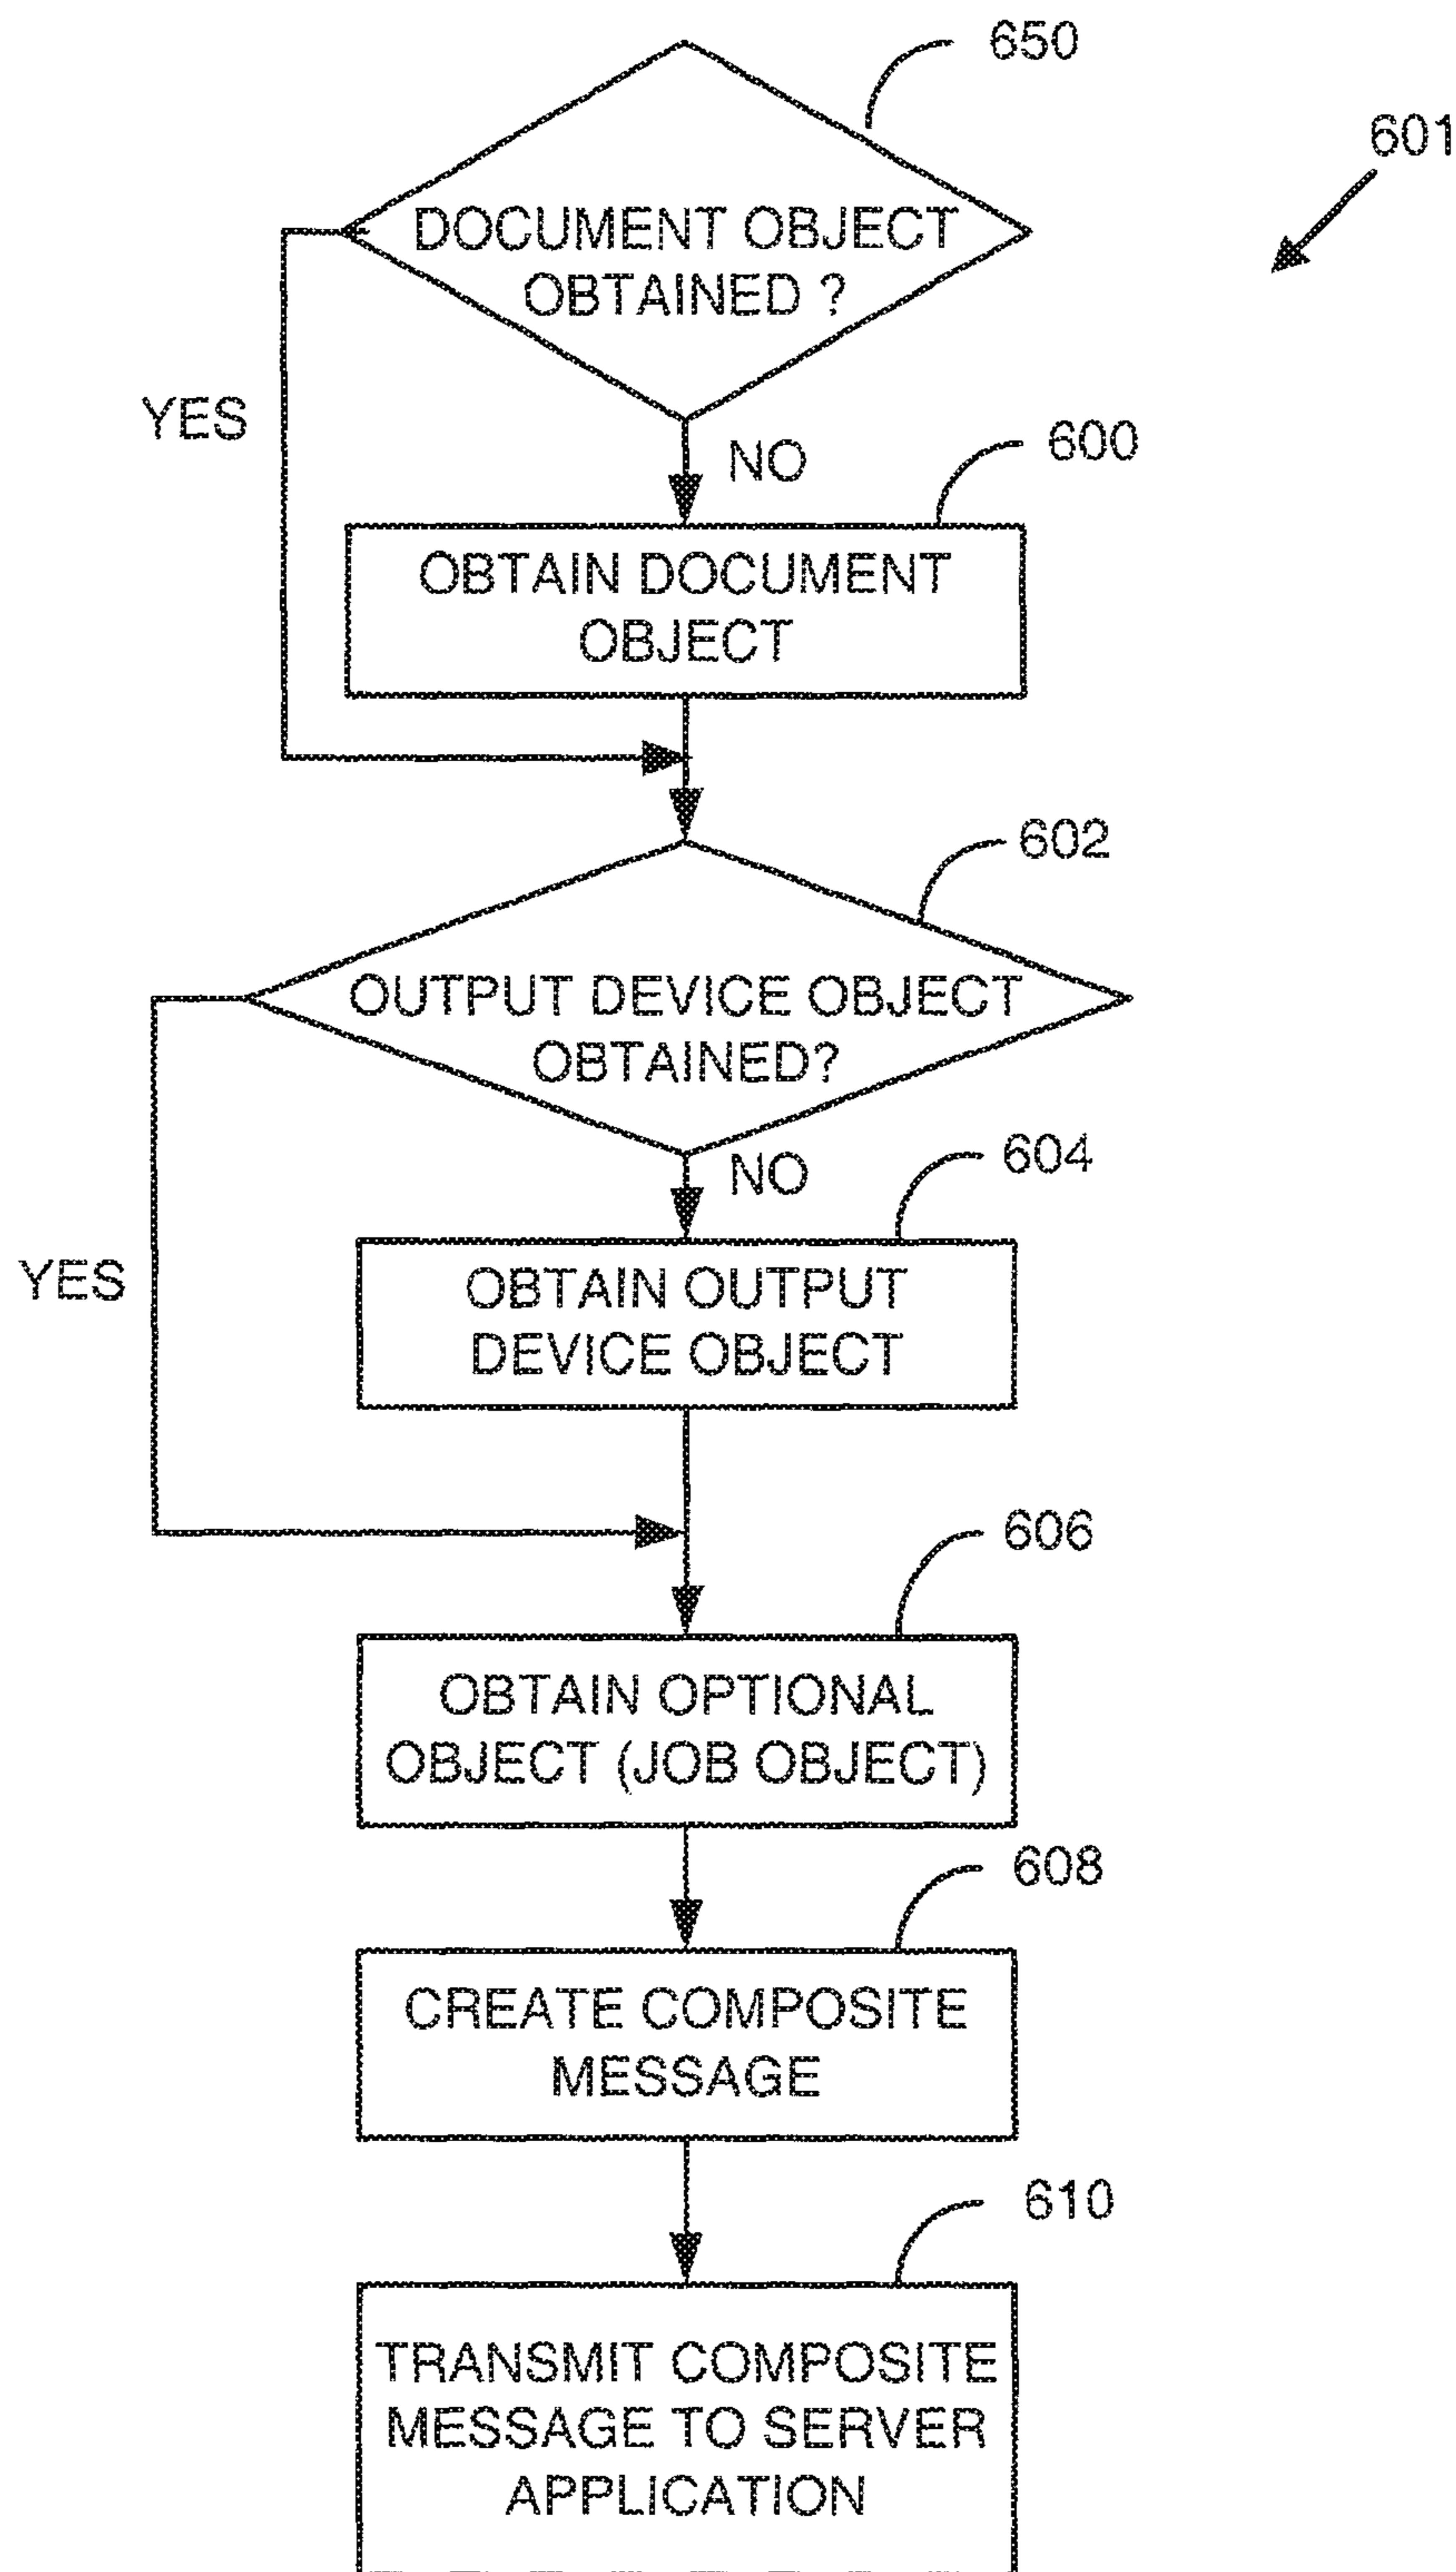 650
601
DOCUMENT OBJECT
OBTAINED ?
YES
NO
600
OBTAIN DOCUMENT
OBJECT
602
OUTPUT DEVICE OBJECT
OBTAINED?
NO
604
YES
OBTAIN OUTPUT
DEVICE OBJECT
606
OBTAIN OPTIONAL
OBJECT (JOB OBJECT)
608
CREATE COMPOSITE
MESSAGE
610
TRANSMIT COMPOSITE
MESSAGE TO SERVER
APPLICATION